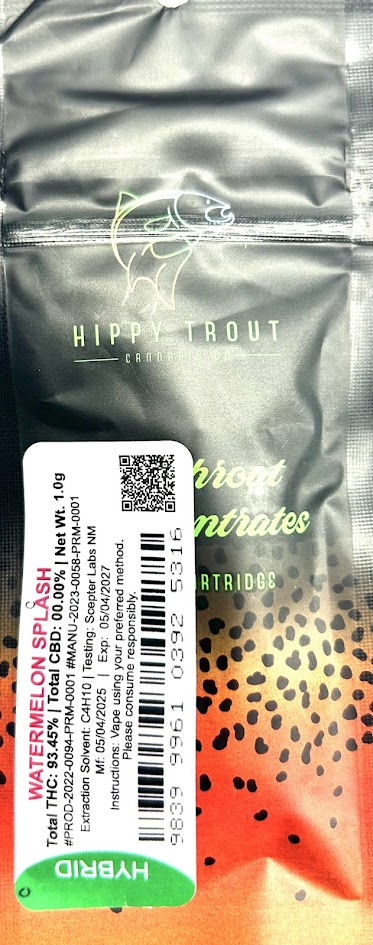 HIPPY TROUT
CANNABIS CO
hroat
ntrates
ARTRIDGE
WATERMELON SPLASH
Total THC: 93.45% | Total CBD: 00.00% | Net Wt. 1.0g
#PROD-2022-0094-PRM-0001 #MANU-2023-0058-PRM-0001
Extraction Solvent: C4H10 | Testing: Scepter Labs NM
Mf: 05/04/2025 | Exp: 05/04/2027
Instructions: Vape using your preferred method.
Please consume responsibly.
9839 9961 0392 5316
HYBRID